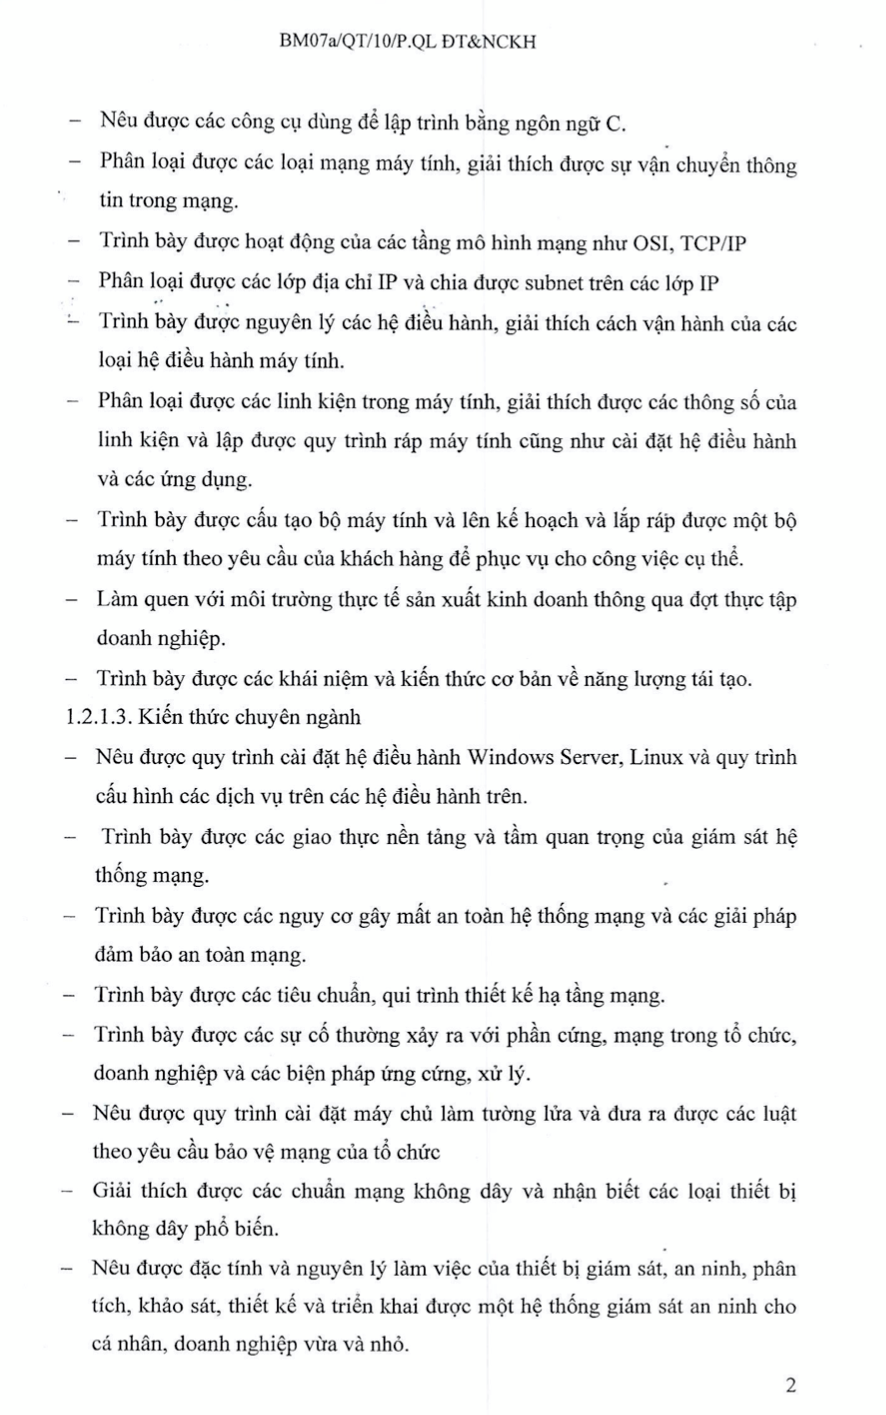 BM07a/QT/10/P.QL ĐT&NCKH
– Nêu được các công cụ dùng để lập trình bằng ngôn ngữ C.
– Phân loại được các loại mạng máy tính, giải thích được sự vận chuyển thông
tin trong mạng.
– Trình bày được hoạt động của các tầng mô hình mạng như OSI, TCP/IP
– Phân loại được các lớp địa chỉ IP và chia được subnet trên các lớp IP
– Trình bày được nguyên lý các hệ điều hành, giải thích cách vận hành của các
loại hệ điều hành máy tính.
– Phân loại được các linh kiện trong máy tính, giải thích được các thông số của
linh kiện và lập được quy trình ráp máy tính cũng như cài đặt hệ điều hành
và các ứng dụng.
– Trình bày được cấu tạo bộ máy tính và lên kế hoạch và lắp ráp được một bộ
máy tính theo yêu cầu của khách hàng để phục vụ cho công việc cụ thể.
– Làm quen với môi trường thực tế sản xuất kinh doanh thông qua đợt thực tập
doanh nghiệp.
– Trình bày được các khái niệm và kiến thức cơ bản về năng lượng tái tạo.
1.2.1.3. Kiến thức chuyên ngành
– Nêu được quy trình cài đặt hệ điều hành Windows Server, Linux và quy trình
cấu hình các dịch vụ trên các hệ điều hành trên.
– Trình bày được các giao thực nền tảng và tầm quan trọng của giám sát hệ
thống mạng.
– Trình bày được các nguy cơ gây mất an toàn hệ thống mạng và các giải pháp
đảm bảo an toàn mạng.
– Trình bày được các tiêu chuẩn, qui trình thiết kế hạ tầng mạng.
– Trình bày được các sự cố thường xảy ra với phần cứng, mạng trong tổ chức,
doanh nghiệp và các biện pháp ứng cứng, xử lý.
– Nêu được quy trình cài đặt máy chủ làm tường lửa và đưa ra được các luật
theo yêu cầu bảo vệ mạng của tổ chức
– Giải thích được các chuẩn mạng không dây và nhận biết các loại thiết bị
không dây phổ biến.
– Nêu được đặc tính và nguyên lý làm việc của thiết bị giám sát, an ninh, phân
tích, khảo sát, thiết kế và triển khai được một hệ thống giám sát an ninh cho
cá nhân, doanh nghiệp vừa và nhỏ.
2